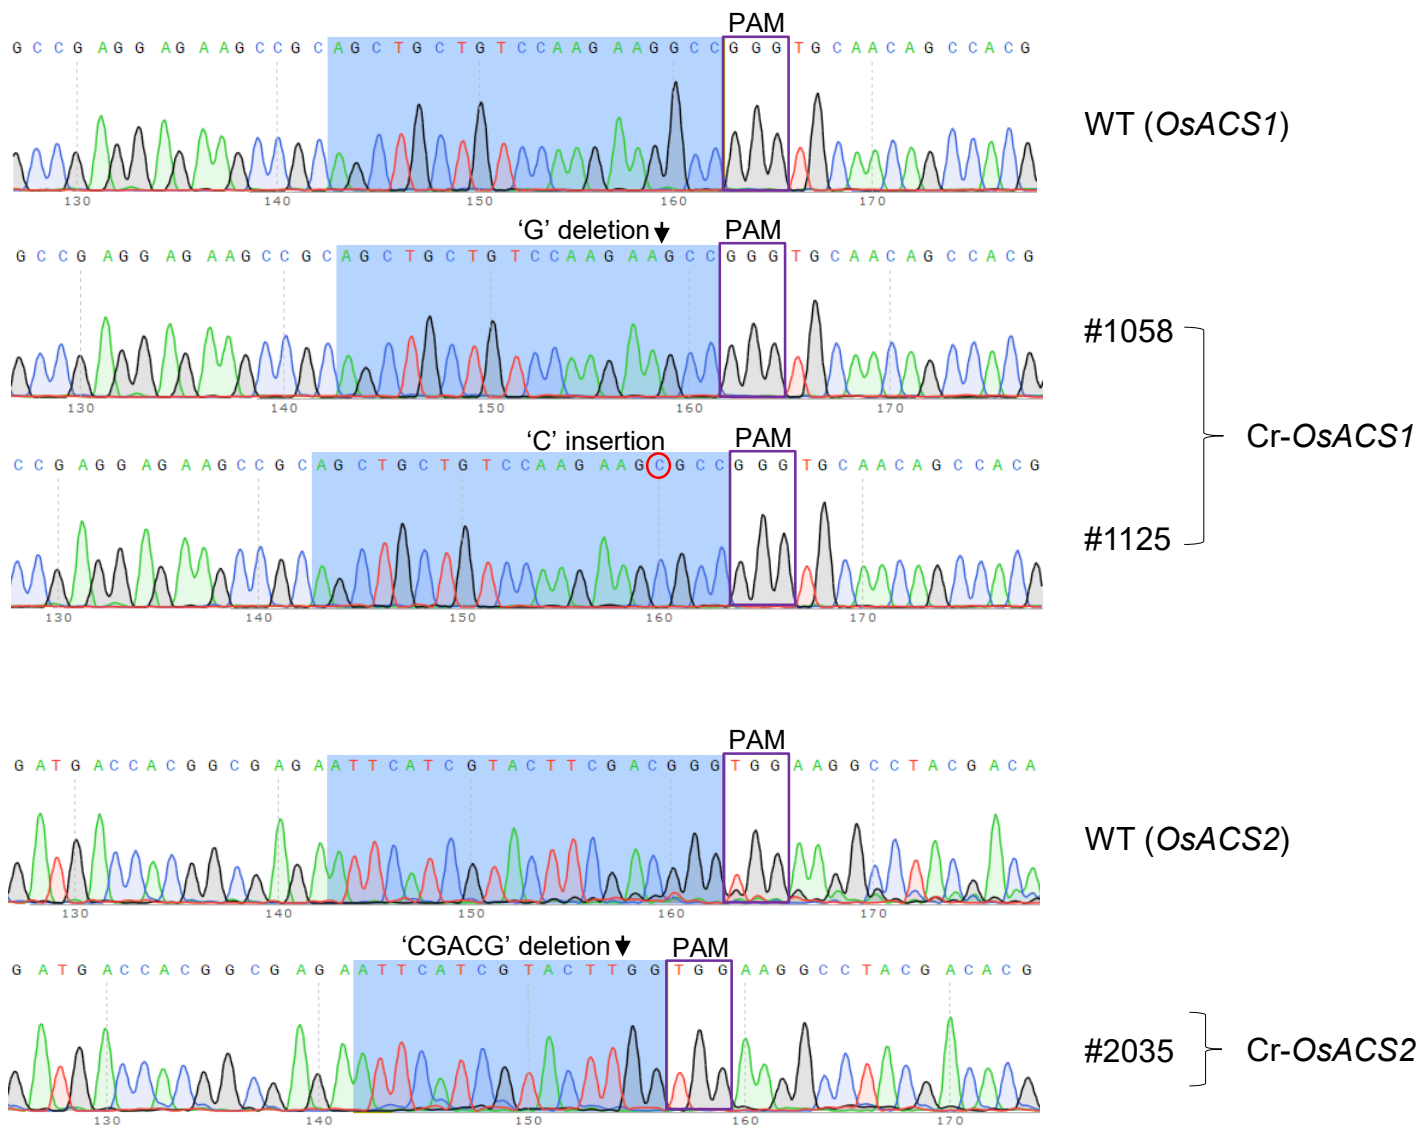 PAM
G C C G A G G A G A A G C C G C A G C T G C T G T C C A A G A A G G C C G G G T G C A A C A G C C A C G
WT (OsACS1)
130 140 150 160 170
‘G’ deletion PAM
G C C G A G G A G A A G C C G C A G C T G C T G T C C A A G A A G C C G G G T G C A A C A G C C A C G
#1058
130 140 150 160 170
Cr-OsACS1
‘C’ insertion PAM
C C G A G G A G A A G C C G C A G C T G C T G T C C A A G A A G C G C C G G G T G C A A C A G C C A C G
#1125
130 140 150 160 170
PAM
G A T G A C C A C G G C G A G A A T T C A T C G T A C T T C G A C G G G T G G A A G G C C T A C G A C A
WT (OsACS2)
130 140 150 160 170
‘CGACG’ deletion PAM
G A T G A C C A C G G C G A G A A T T C A T C G T A C T T G G T G G A A G G C C T A C G A C A C G
#2035 Cr-OsACS2
130 140 150 160 170